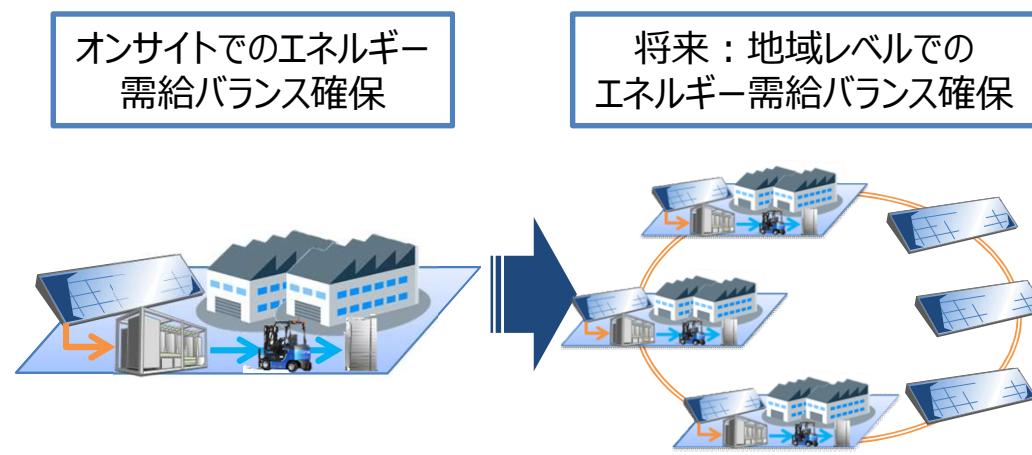 オンサイトでのエネルギー
需給バランス確保
将来：地域レベルでの
エネルギー需給バランス確保